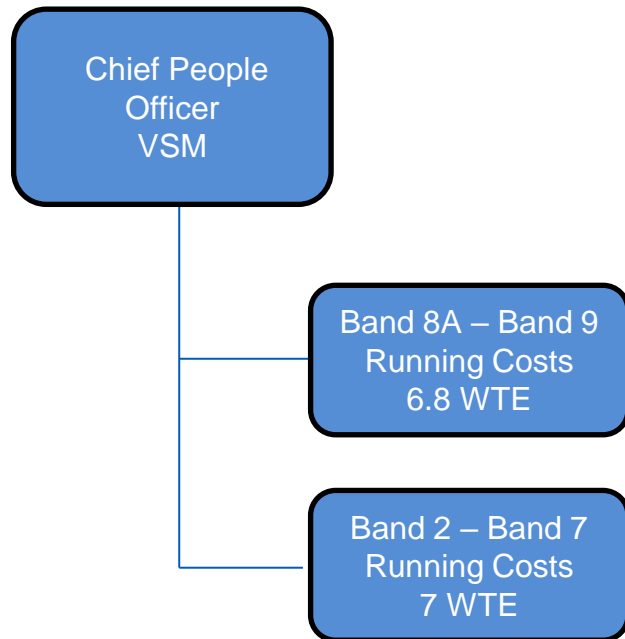 Chief People
Officer
VSM
Band 8A – Band 9
Running Costs
6.8 WTE
Band 2 – Band 7
Running Costs
7 WTE